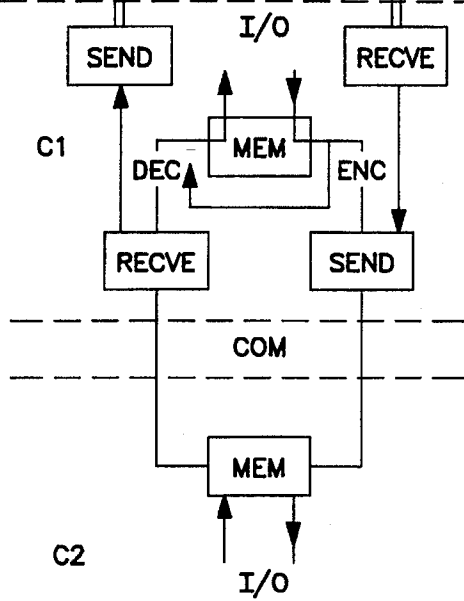 I/O
SEND
RECVE
C1
MEM
DEC
ENC
RECVE
SEND
COM
MEM
C2
I/O